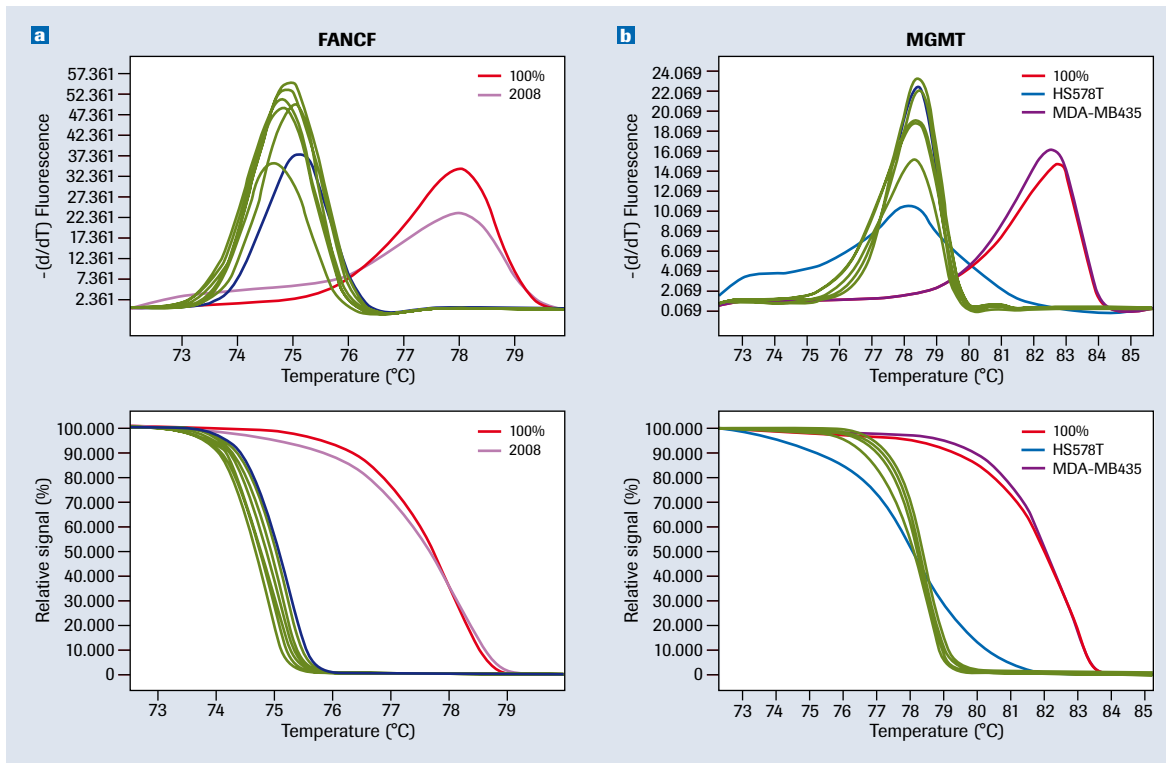 a
FANCF
57.361
52.361
47.361
42.361
37.361
32.361
27.361
22.361
17.361
12.361
7.361
2.361
-(d/dT) Fluorescence
100%
2008
73 74 75 76 77 78 79
Temperature (°C)
100.000
90.000
80.000
70.000
60.000
50.000
40.000
30.000
20.000
10.000
0
Relative signal (%)
100%
2008
73 74 75 76 77 78 79
Temperature (°C)
b
MGMT
24.069
22.069
20.069
18.069
16.069
14.069
12.069
10.069
8.069
6.069
4.069
2.069
0.069
-(d/dT) Fluorescence
100%
HS578T
MDA-MB435
73 74 75 76 77 78 79 80 81 82 83 84 85
Temperature (°C)
100.000
90.000
80.000
70.000
60.000
50.000
40.000
30.000
20.000
10.000
0
Relative signal (%)
100%
HS578T
MDA-MB435
73 74 75 76 77 78 79 80 81 82 83 84 85
Temperature (°C)